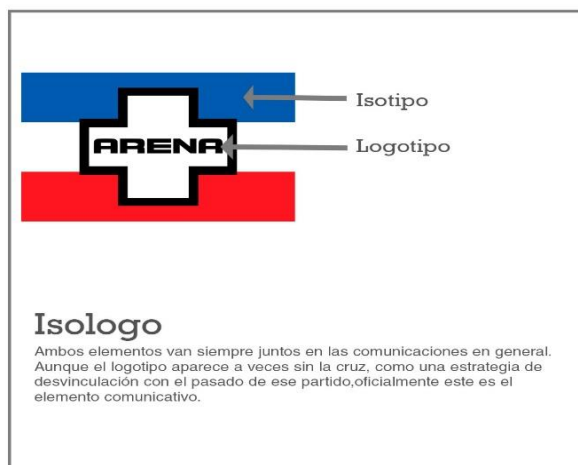 Isotipo
ARENA
Logotipo
Isologo
Ambos elementos van siempre juntos en las comunicaciones en general.
Aunque el logotipo aparece a veces sin la cruz, como una estrategia de
desvinculación con el pasado de ese partido,oficialmente este es el
elemento comunicativo.